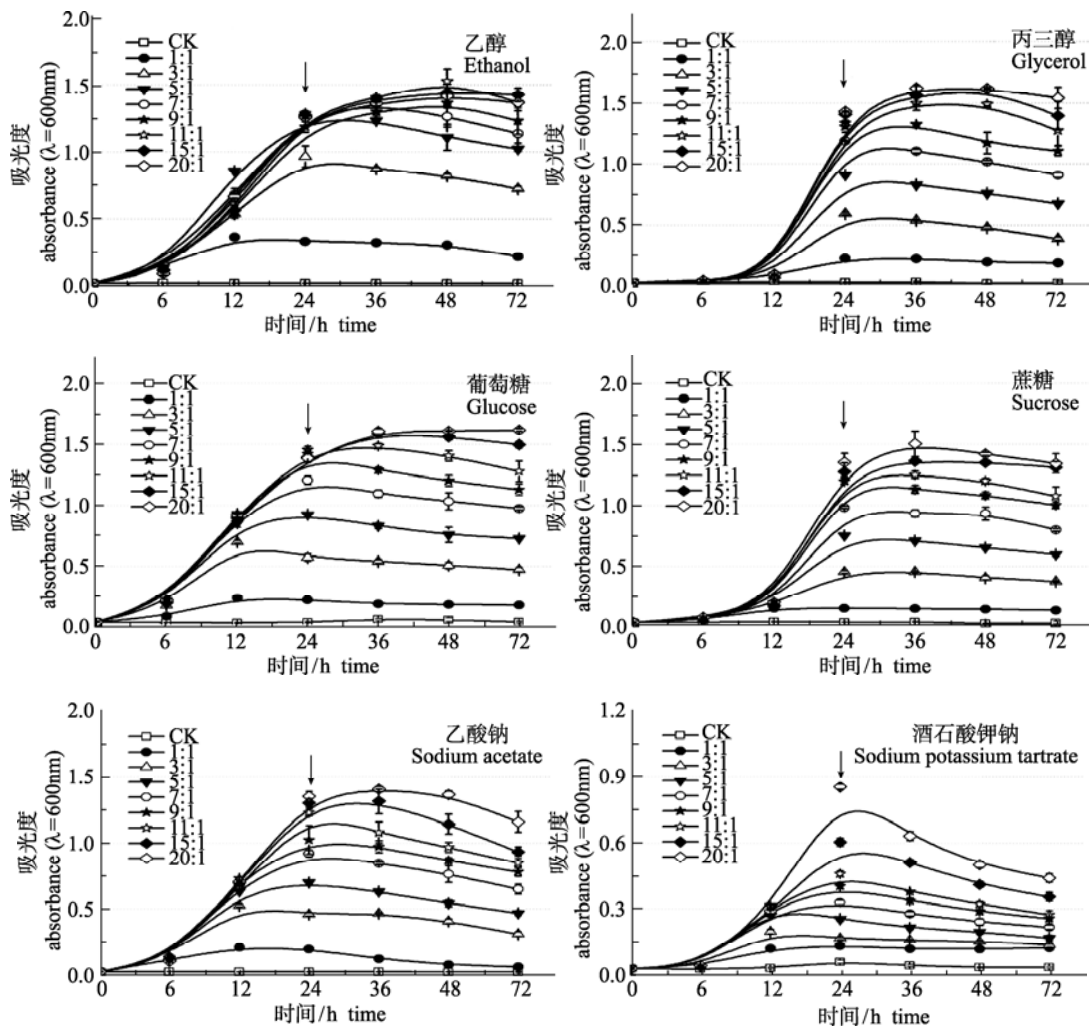 乙醇
Ethanol
CK
1:1
3:1
5:1
7:1
9:1
11:1
15:1
20:1
吸光度
absorbance (λ=600nm)
2.0
1.5
1.0
0.5
0.0
0 6 12 24 36 48 72
时间/h time
丙三醇
Glycerol
CK
1:1
3:1
5:1
7:1
9:1
11:1
15:1
20:1
吸光度
absorbance (λ=600nm)
2.0
1.5
1.0
0.5
0.0
0 6 12 24 36 48 72
时间/h time
葡萄糖
Glucose
CK
1:1
3:1
5:1
7:1
9:1
11:1
15:1
20:1
吸光度
absorbance (λ=600nm)
2.0
1.5
1.0
0.5
0.0
0 6 12 24 36 48 72
时间/h time
蔗糖
Sucrose
CK
1:1
3:1
5:1
7:1
9:1
11:1
15:1
20:1
吸光度
absorbance (λ=600nm)
2.0
1.5
1.0
0.5
0.0
0 6 12 24 36 48 72
时间/h time
乙酸钠
Sodium acetate
CK
1:1
3:1
5:1
7:1
9:1
11:1
15:1
20:1
吸光度
absorbance (λ=600nm)
2.0
1.5
1.0
0.5
0.0
0 6 12 24 36 48 72
时间/h time
酒石酸钾钠
Sodium potassium tartrate
CK
1:1
3:1
5:1
7:1
9:1
11:1
15:1
20:1
吸光度
absorbance (λ=600nm)
1.2
0.9
0.6
0.3
0.0
0 6 12 24 36 48 72
时间/h time